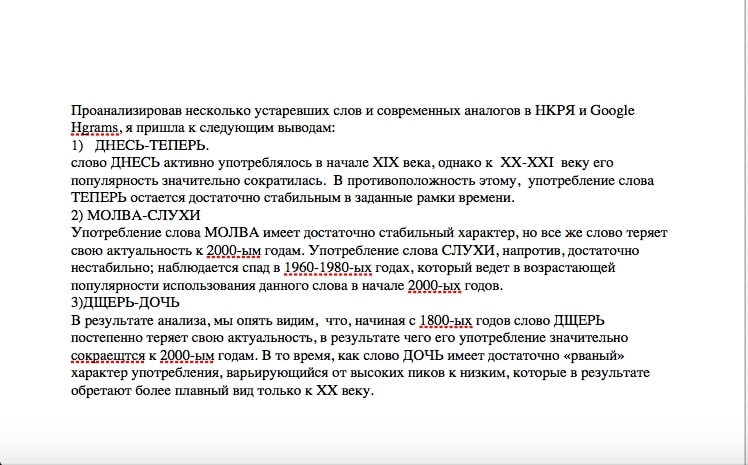 Проанализировав несколько устаревших слов и современных аналогов в НКРЯ и Google
Hgrams, я пришла к следующим выводам:
1) ДНЕСЬ-ТЕПЕРЬ.
слово ДНЕСЬ активно употреблялось в начале XIX века, однако к XX-XXI веку его
популярность значительно сократилась. В противоположность этому, употребление слова
ТЕПЕРЬ остается достаточно стабильным в заданные рамки времени.
2) МОЛВА-СЛУХИ
Употребление слова МОЛВА имеет достаточно стабильный характер, но все же слово теряет
свою актуальность к 2000-ым годам. Употребление слова СЛУХИ, напротив, достаточно
нестабильно; наблюдается спад в 1960-1980-ых годах, который ведет в возрастающей
популярности использования данного слова в начале 2000-ых годов.
3)ДЩЕРЬ-ДОЧЬ
В результате анализа, мы опять видим, что, начиная с 1800-ых годов слово ДЩЕРЬ
постепенно теряет свою актуальность, в результате чего его употребление значительно
сокраещтся к 2000-ым годам. В то время, как слово ДОЧЬ имеет достаточно «рваный»
характер употребления, варьирующийся от высоких пиков к низким, которые в результате
обретают более плавный вид только к XX веку.